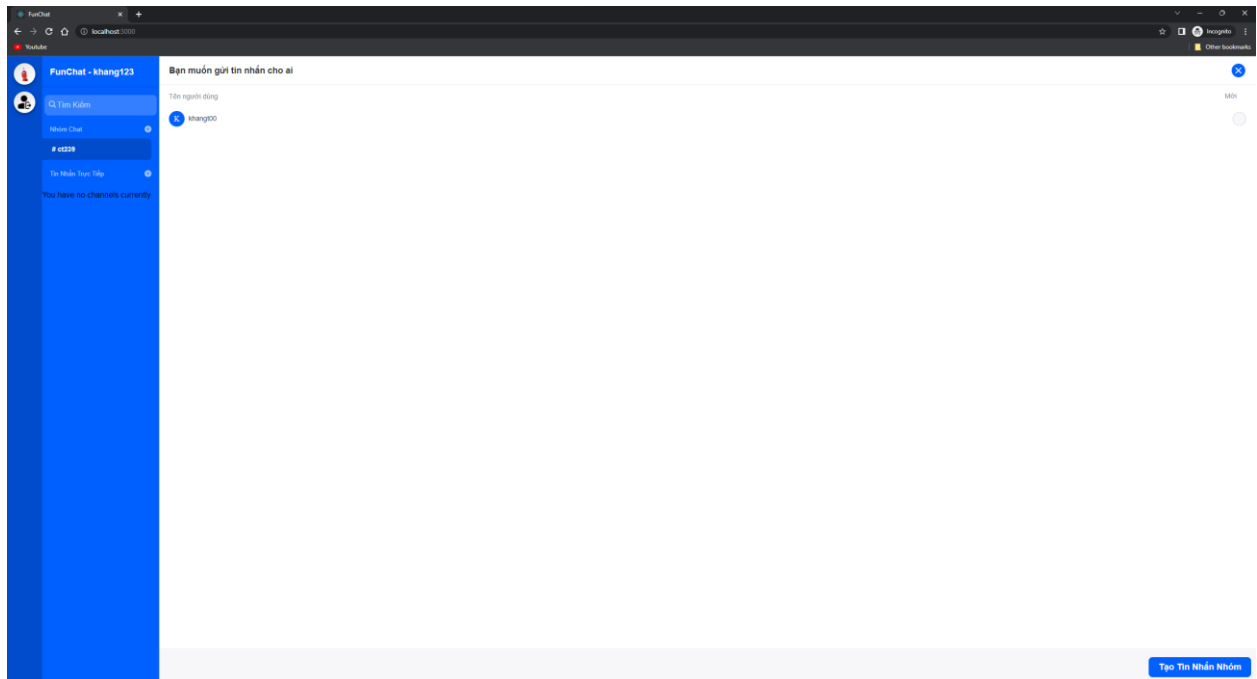 FunChat
localhost:3000
Incognito
Youtube
Other bookmarks
FunChat - khang123
Tìm Kiếm
Nhóm Chat
# ct239
Tin Nhắn Trực Tiếp
You have no channels currently
Bạn muốn gửi tin nhắn cho ai
Tên người dùng
Mời
K
khangt00
Tạo Tin Nhắn Nhóm